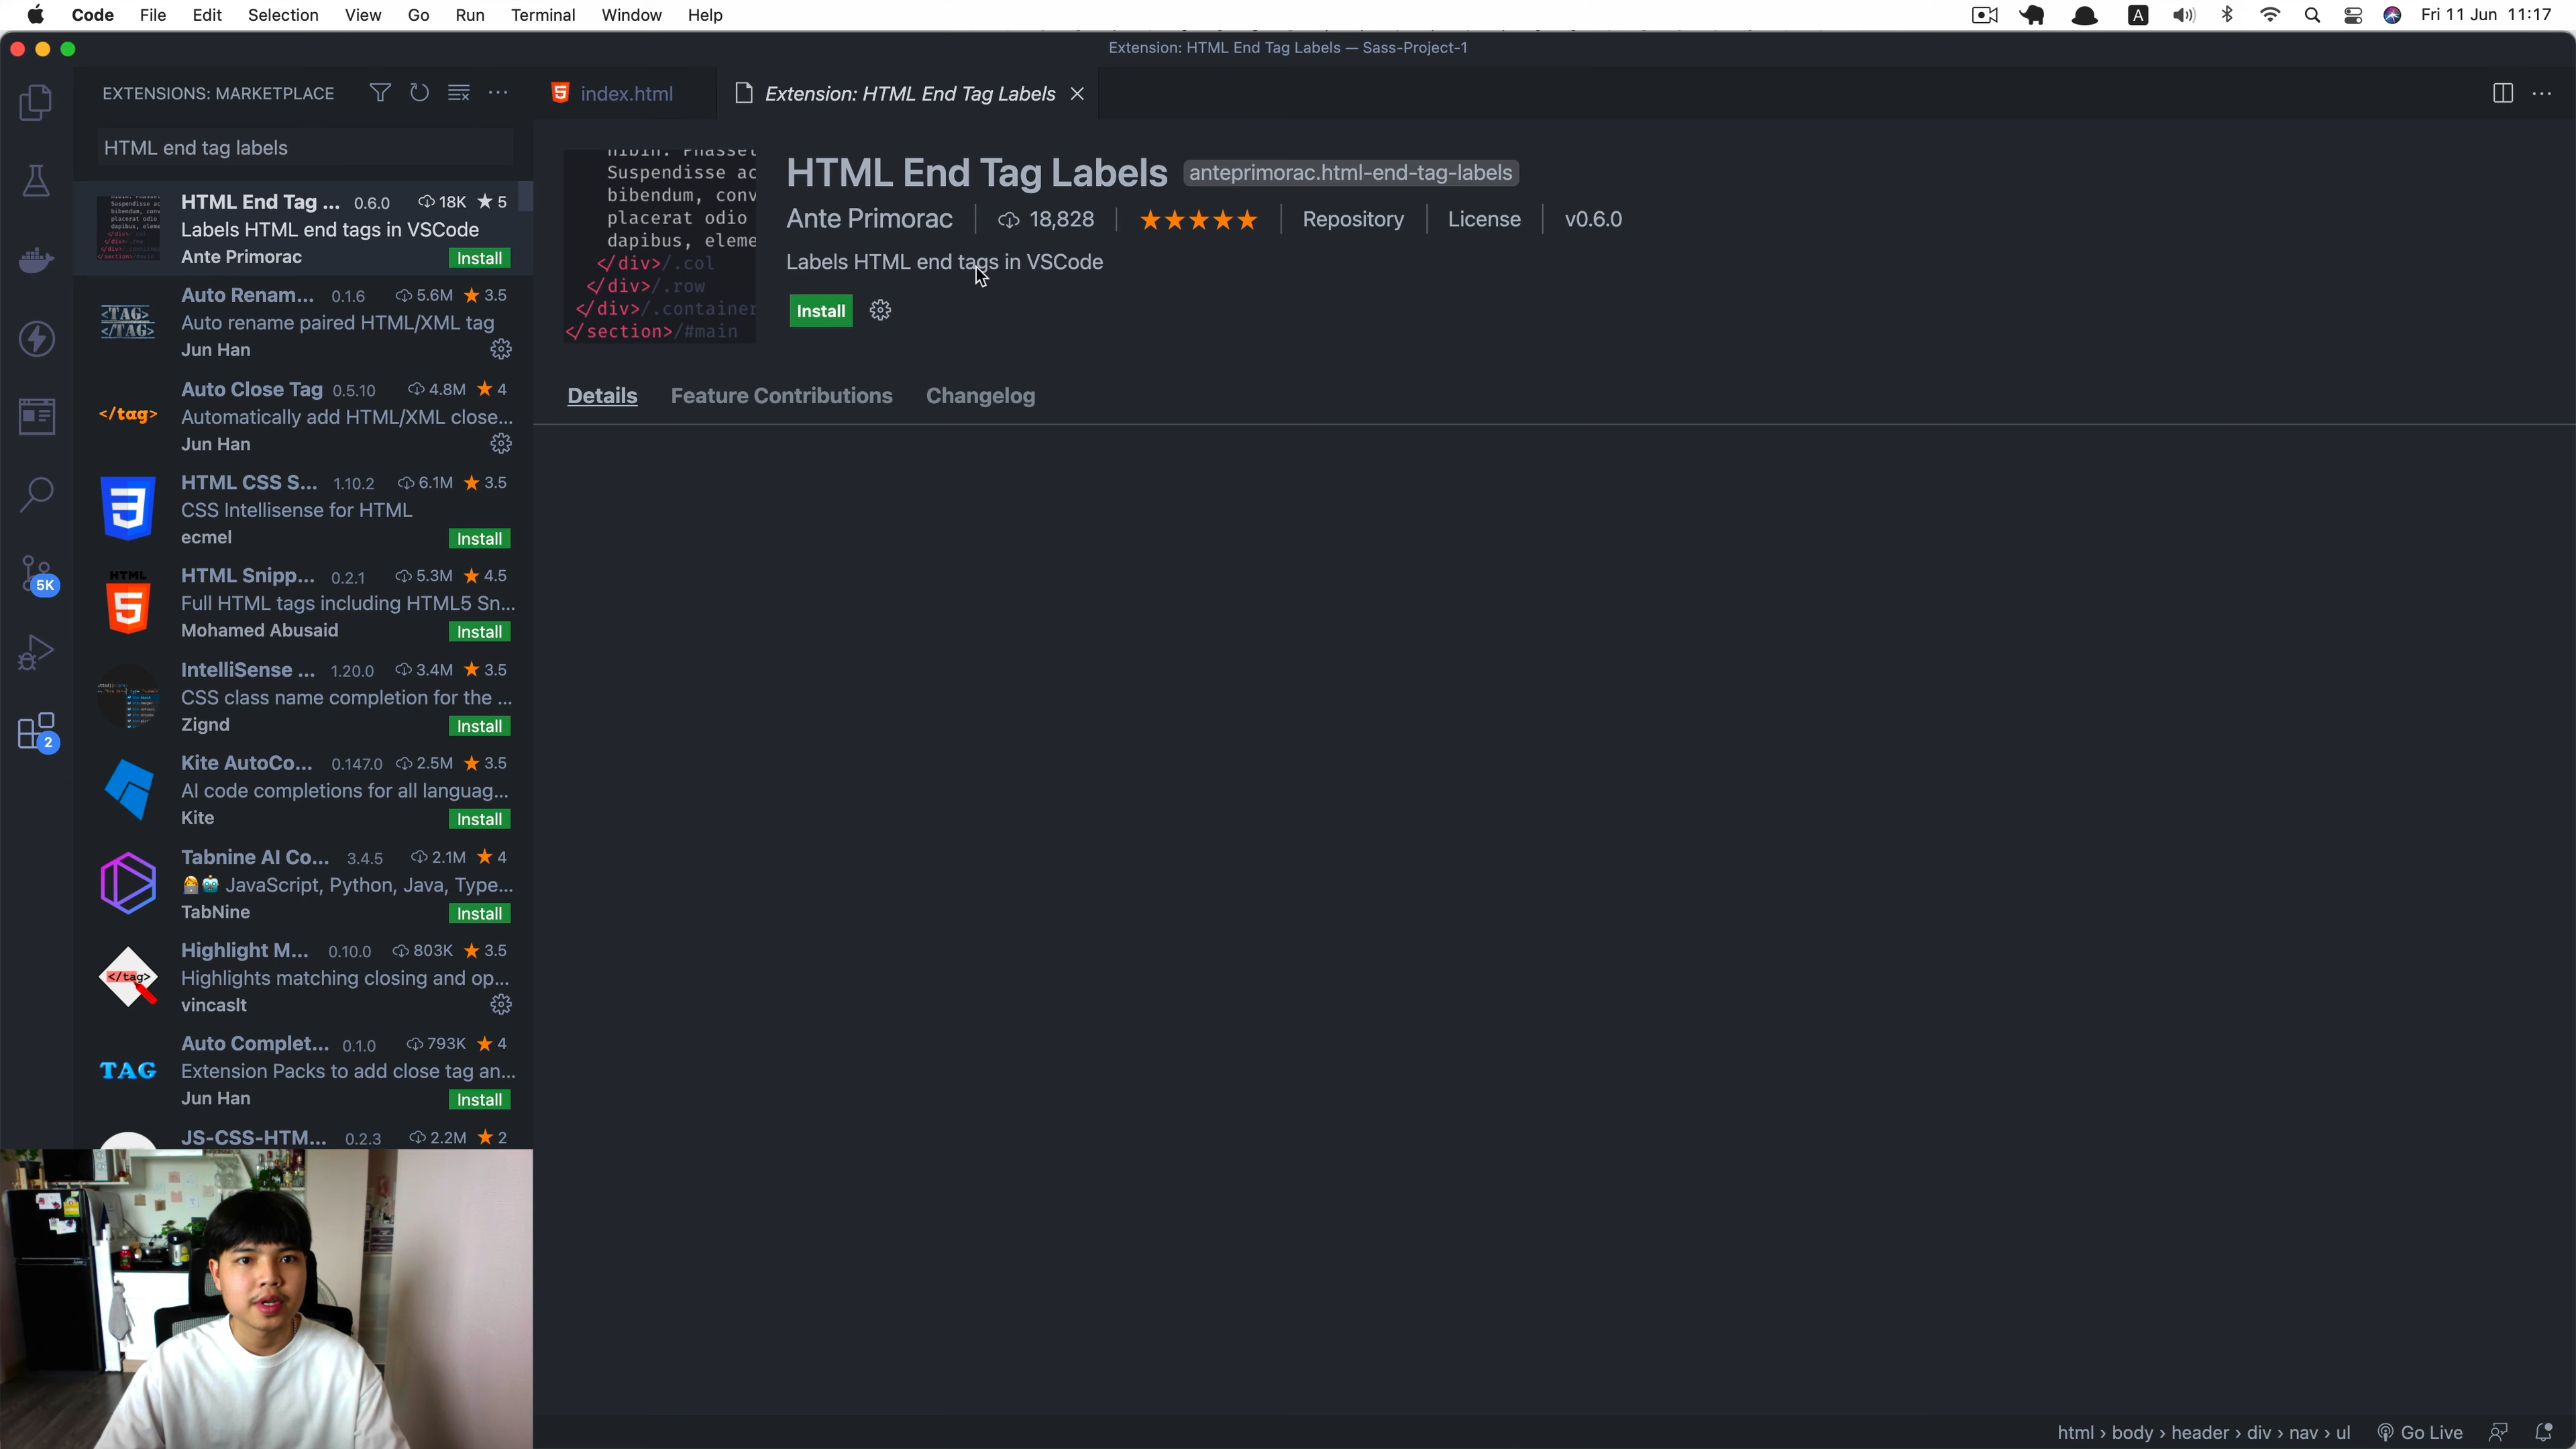 Code File Edit Selection View Go Run Terminal Window Help
A
Fri 11 Jun 11:17
Extension: HTML End Tag Labels — Sass-Project-1
EXTENSIONS: MARKETPLACE
index.html
Extension: HTML End Tag Labels
HTML end tag labels
HTML End Tag ... 0.6.0 18K ★ 5
Labels HTML end tags in VSCode
Ante Primorac
Install
Auto Renam... 0.1.6 5.6M ★ 3.5
Auto rename paired HTML/XML tag
Jun Han
<TAG>
</TAG>
Auto Close Tag 0.5.10 4.8M ★ 4
Automatically add HTML/XML close...
Jun Han
</tag>
HTML CSS S... 1.10.2 6.1M ★ 3.5
CSS Intellisense for HTML
ecmel
Install
HTML
5
HTML Snipp... 0.2.1 5.3M ★ 4.5
Full HTML tags including HTML5 Sn...
Mohamed Abusaid
Install
IntelliSense ... 1.20.0 3.4M ★ 3.5
CSS class name completion for the ...
Zignd
Install
Kite AutoCo... 0.147.0 2.5M ★ 3.5
AI code completions for all languag...
Kite
Install
Tabnine AI Co... 3.4.5 2.1M ★ 4
JavaScript, Python, Java, Type...
TabNine
Install
Highlight M... 0.10.0 803K ★ 3.5
Highlights matching closing and op...
vincaslt
</tag>
Auto Complet... 0.1.0 793K ★ 4
Extension Packs to add close tag an...
Jun Han
Install
TAG
JS-CSS-HTM... 0.2.3 2.2M ★ 2
5K
2
Suspendisse ac
bibendum, conv
placerat odio
dapibus, eleme
</div>/.col
</div>/.row
</div>/.container
</section>/#main
HTML End Tag Labels anteprimorac.html-end-tag-labels
Ante Primorac 18,828 ★★★★★ Repository License v0.6.0
Labels HTML end tags in VSCode
Install
Details Feature Contributions Changelog
html › body › header › div › nav › ul Go Live